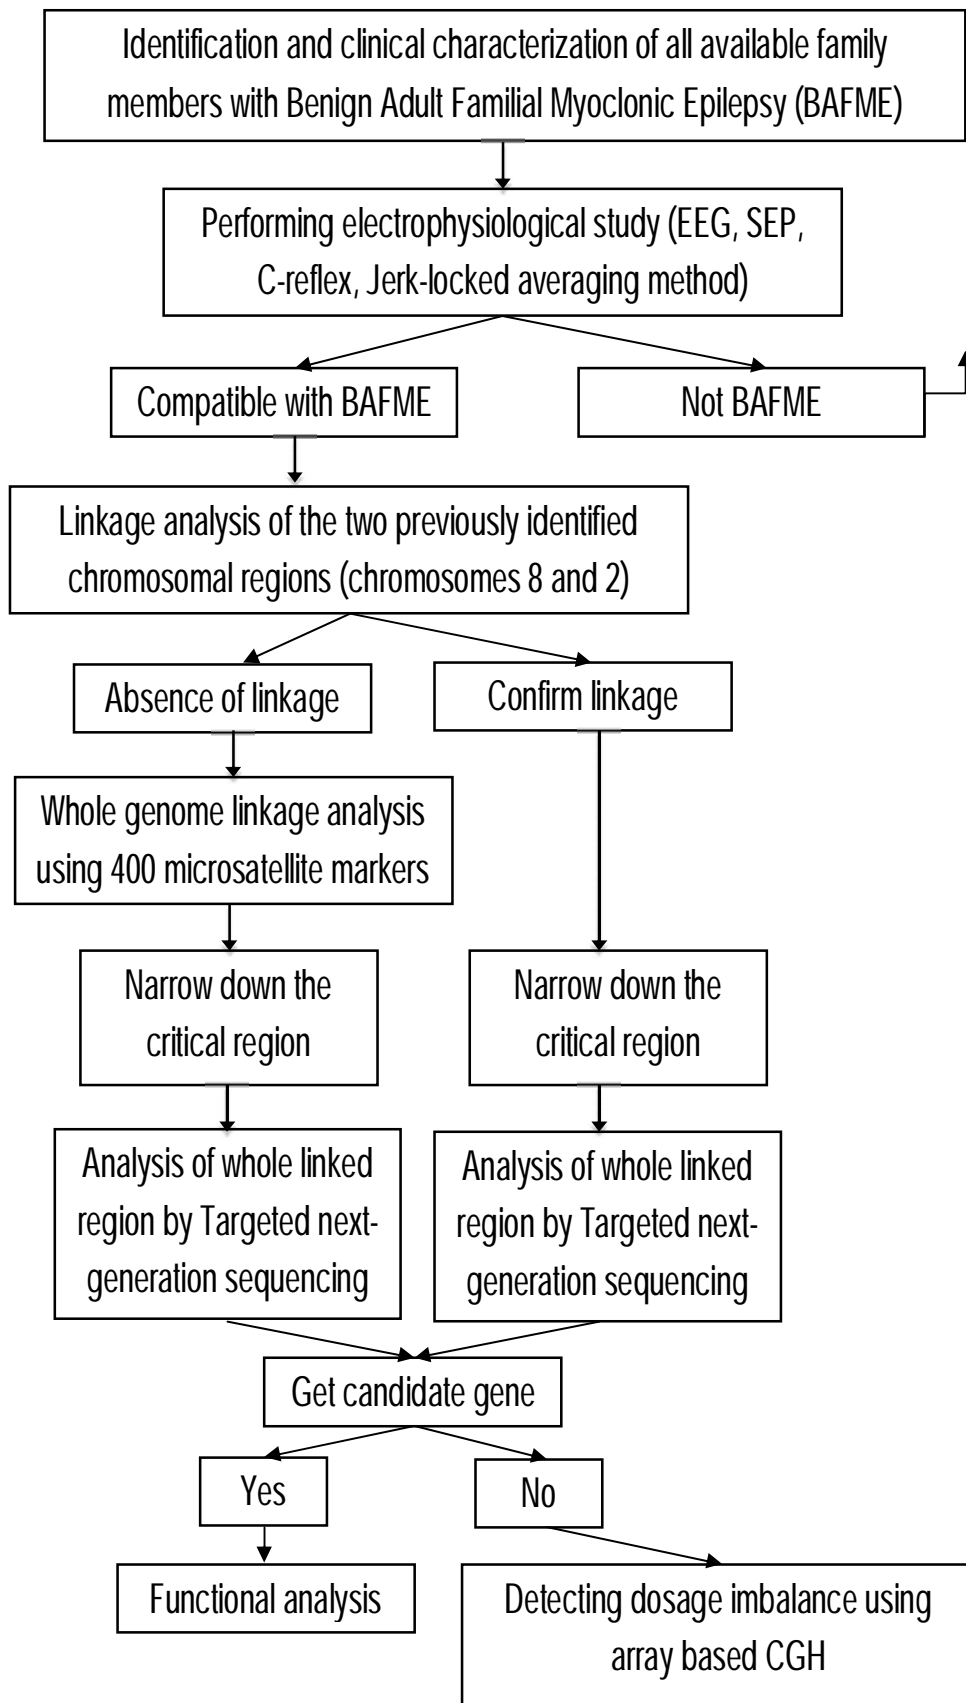 Identification and clinical characterization of all available family
members with Benign Adult Familial Myoclonic Epilepsy (BAFME)
Performing electrophysiological study (EEG, SEP,
C-reflex, Jerk-locked averaging method)
Compatible with BAFME
Not BAFME
Linkage analysis of the two previously identified
chromosomal regions (chromosomes 8 and 2)
Absence of linkage
Confirm linkage
Whole genome linkage analysis
using 400 microsatellite markers
Narrow down the
critical region
Narrow down the
critical region
Analysis of whole linked
region by Targeted next-
generation sequencing
Analysis of whole linked
region by Targeted next-
generation sequencing
Get candidate gene
Yes
No
Functional analysis
Detecting dosage imbalance using
array based CGH